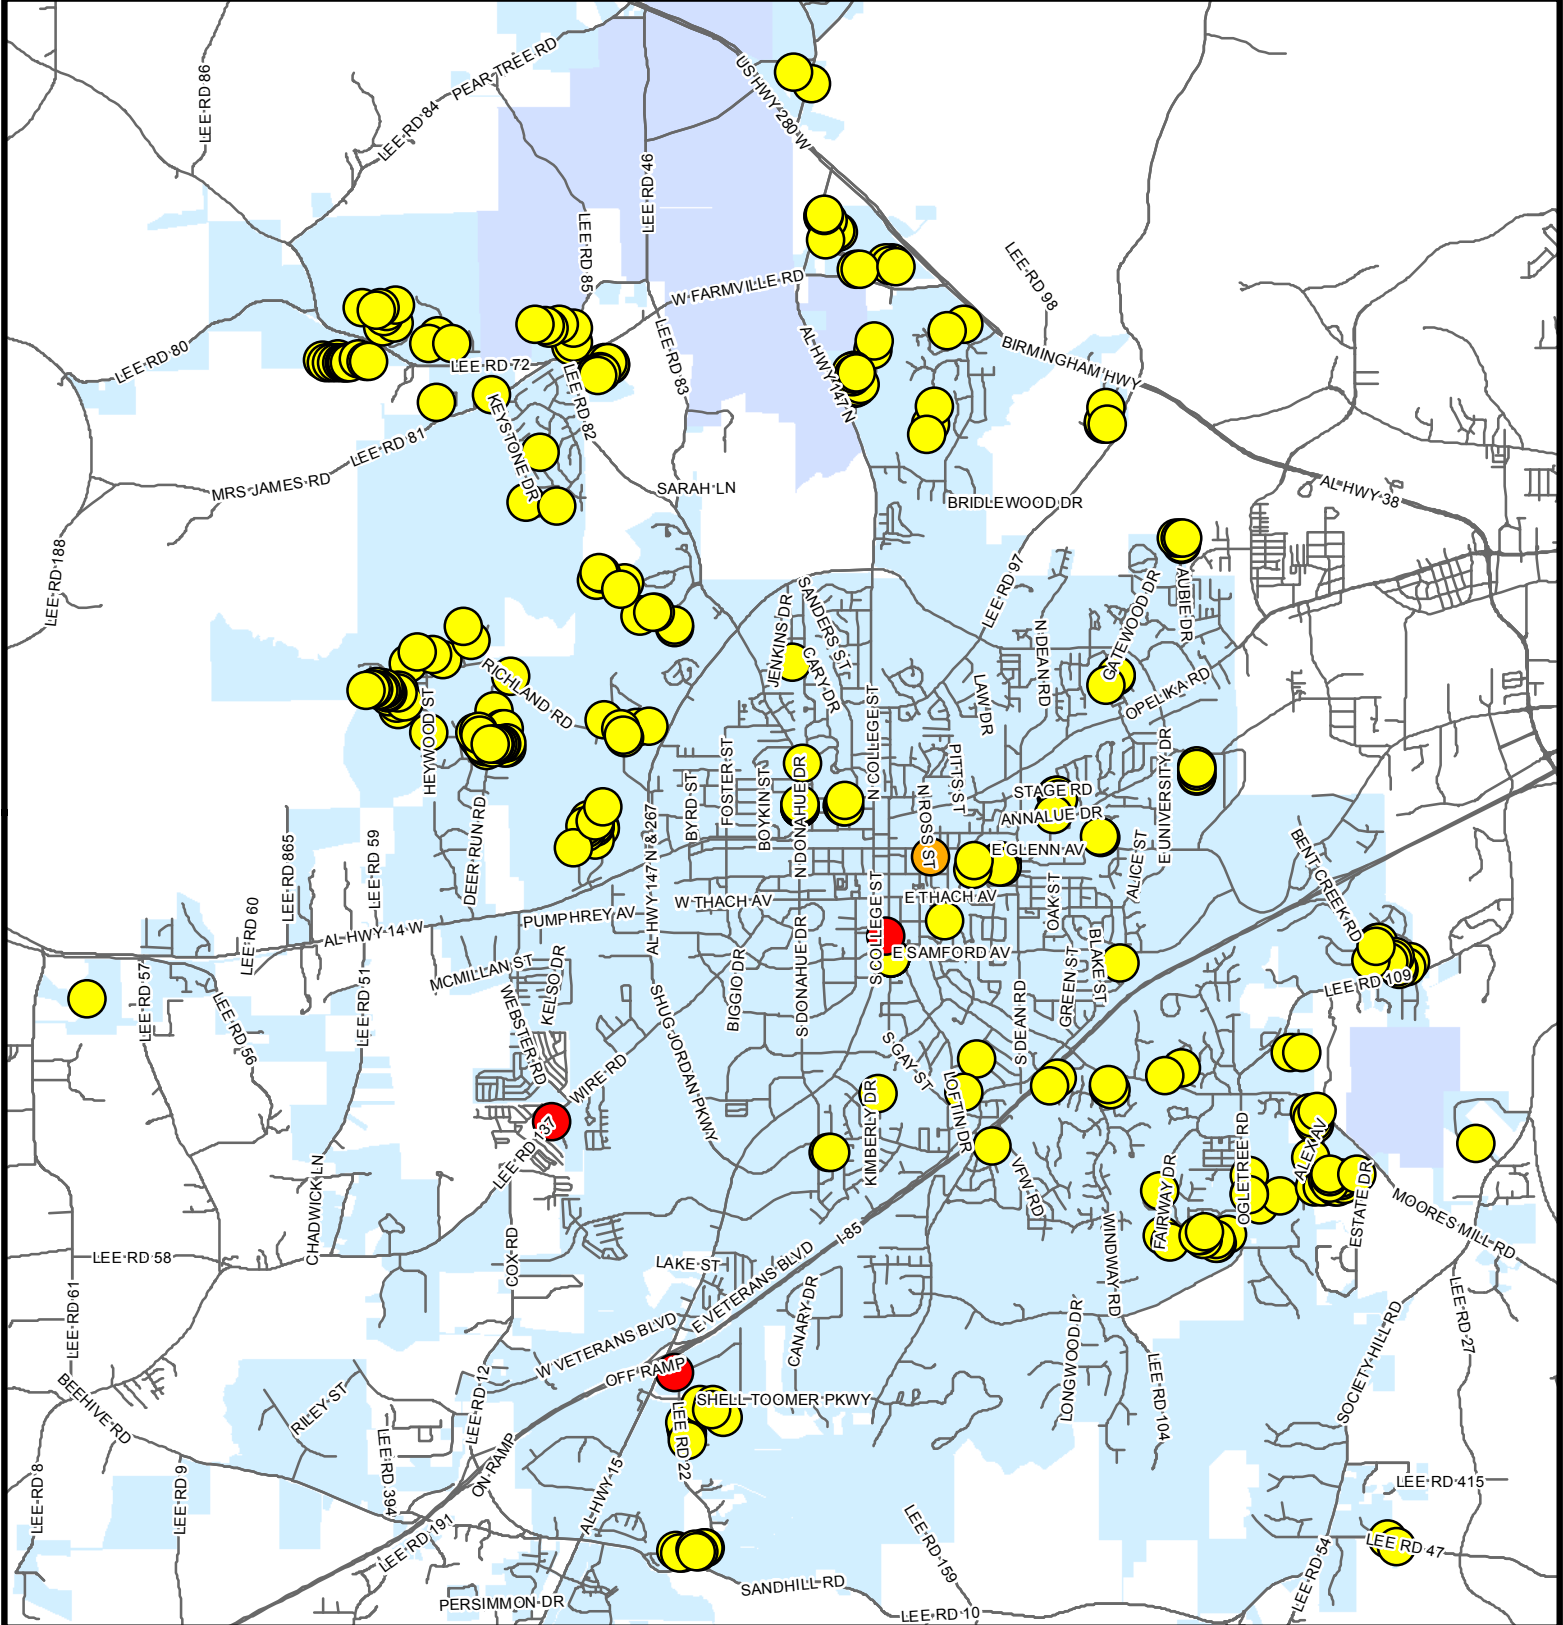 PEAR TREE RD
LEE RD 86
LEE RD 84
US HWY 280 W
LEE RD 46
LEE RD 85
LEE RD 98
W FARMVILLE RD
LEE RD 83
AL HWY 147 N
BIRMINGHAM HWY
LEE RD 80
LEE RD 72
LEE RD 82
KEYSTONE DR
LEE RD 81
MRS JAMES RD
SARAH LN
BRIDLEWOOD DR
AL HWY 38
LEE RD 188
LEE RD 97
GATEWOOD DR
AUBIE DR
SANDERS ST
JENKINS DR
CARY DR
N DEAN RD
LAW DR
OPELIKA RD
RICHLAND RD
HEYWOOD ST
N COLLEGE ST
E UNIVERSITY DR
PITTS ST
FOSTER ST
BYRD ST
BOYKIN ST
N DONAHUE DR
N ROSS ST
STAGE RD
ANNALUE DR
E GLENN AV
ALICE ST
BENT CREEK RD
DEER RUN RD
AL HWY 147 N & 267
LEE RD 865
LEE RD 59
LEE RD 60
W THACH AV
E THACH AV
OAK ST
PUMPHREY AV
AL HWY 14 W
S COLLEGE ST
E SAMFORD AV
BLAKE ST
GREEN ST
LEE RD 109
MCMILLAN ST
KELSO DR
WEBSTER RD
BIGGIO DR
S DONAHUE DR
SHUG JORDAN PKWY
LEE RD 57
LEE RD 56
LEE RD 51
S DEAN RD
S GAY ST
LOFTIN DR
WIRE RD
KIMBERLY DR
LEE RD 137
VFW RD
FAIRWAY DR
OGLETREE RD
ALEX AV
ESTATE DR
MOORES MILL RD
WINDWAY RD
CHADWICK LN
LEE RD 58
COX RD
LAKE ST
I-85
E VETERANS BLVD
CANARY DR
LEE RD 61
W VETERANS BLVD
LONGWOOD DR
LEE RD 104
SOCIETY HILL RD
LEE RD 27
OFF RAMP
SHELL TOOMER PKWY
BEEHIVE RD
RILEY ST
LEE RD 12
LEE RD 394
LEE RD 22
ON RAMP
AL HWY 15
LEE RD 8
LEE RD 9
LEE RD 191
LEE RD 415
LEE RD 47
LEE RD 54
LEE RD 159
SANDHILL RD
PERSIMMON DR
LEE RD 10